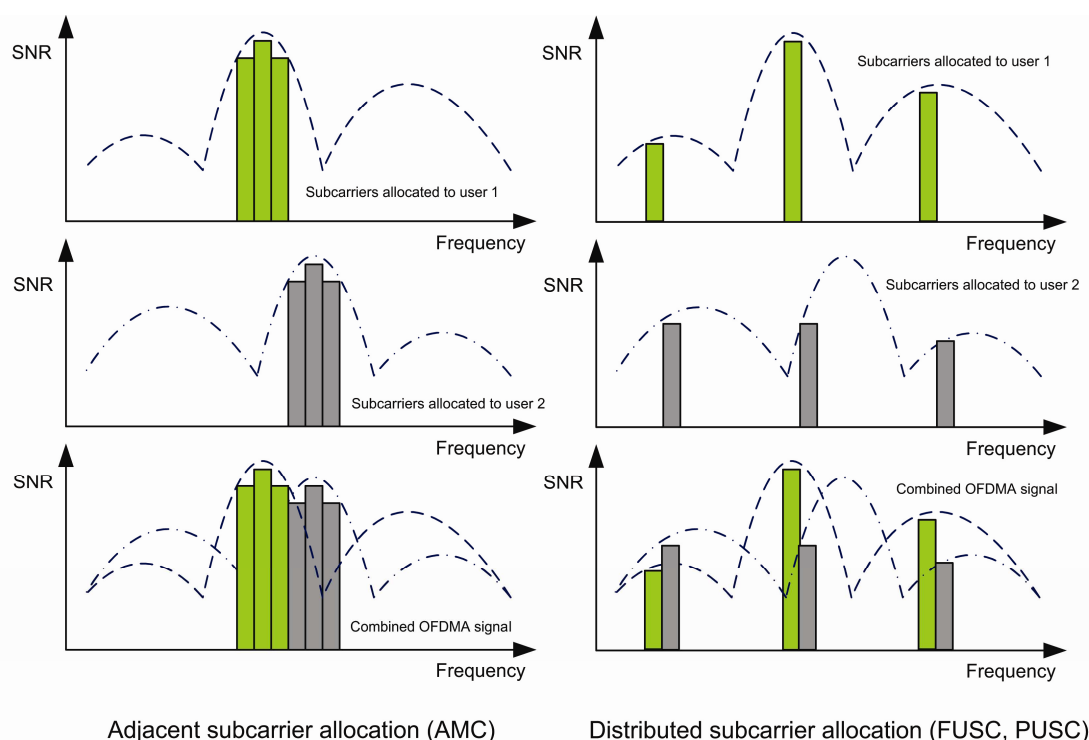 SNR
Subcarriers allocated to user 1
Frequency
SNR
Subcarriers allocated to user 1
Frequency
SNR
Subcarriers allocated to user 2
Frequency
SNR
Subcarriers allocated to user 2
Frequency
SNR
Combined OFDMA signal
Frequency
SNR
Combined OFDMA signal
Frequency
Adjacent subcarrier allocation (AMC)
Distributed subcarrier allocation (FUSC, PUSC)